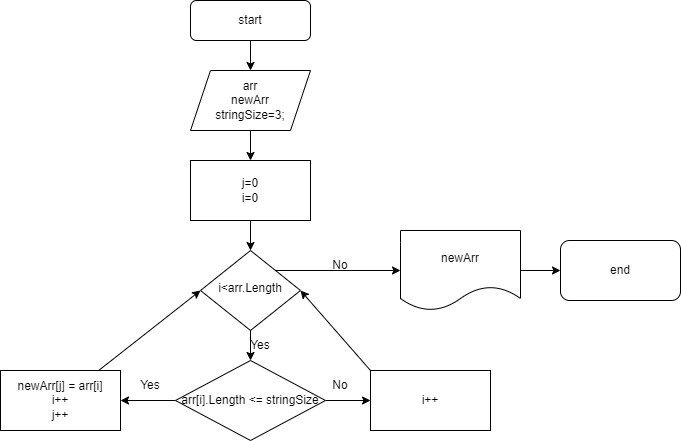 start
arr
newArr
stringSize=3;
j=0
i=0
i<arr.Length
No
newArr
end
Yes
newArr[j] = arr[i]
i++
j++
Yes
arr[i].Length <= stringSize
No
i++